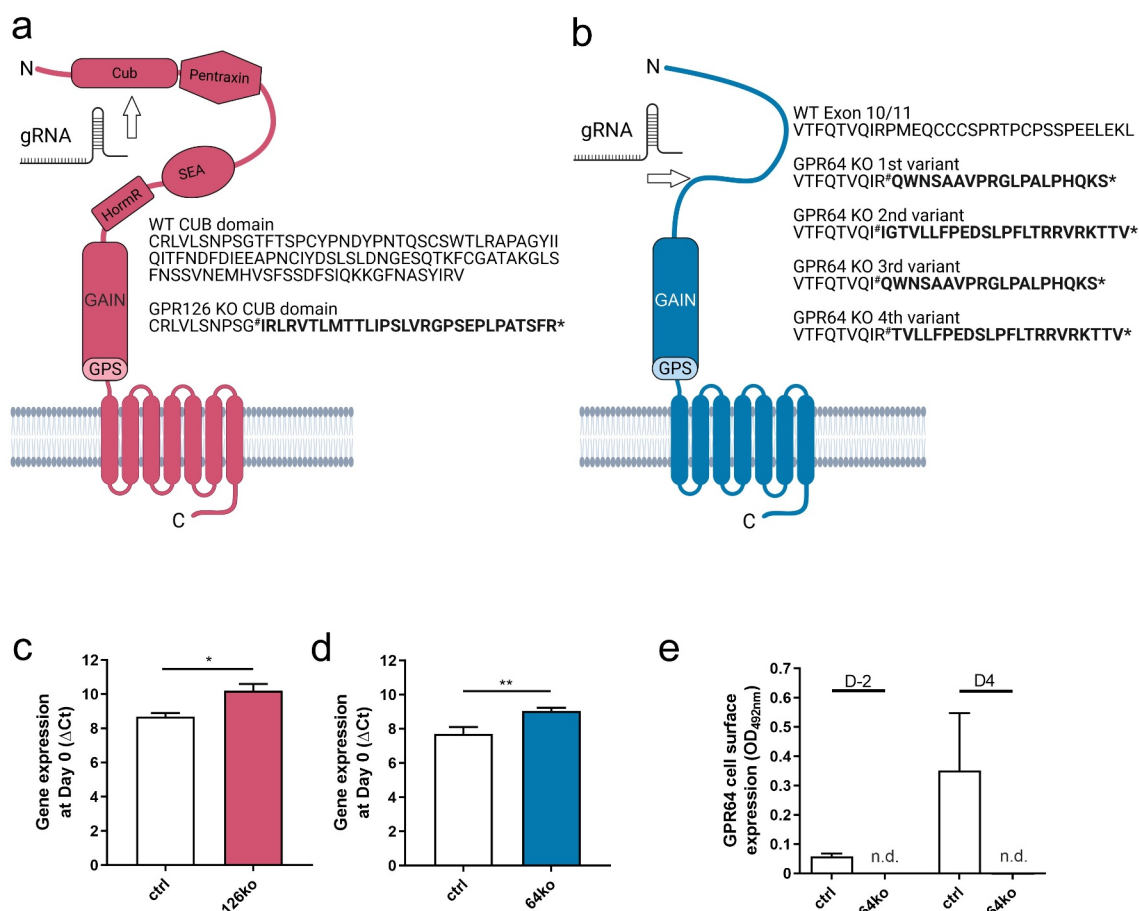 a
N
Cub
Pentraxin
gRNA
SEA
HormR
WT CUB domain
CRLVLSNPSGTFTSPCYPNDYPNTQSCSWTLRAPAGYII
QITFNDFDIEEAPNCIYDSLSLDNGESQTKFCGATAKGLS
FNSSVNEMHVSFSSDFSIQKKGFNASYIRV
GAIN
GPR126 KO CUB domain
CRLVLSNPSG#IRLRVTLMTTLIPSLVRGPSEPLPATSFR*
GPS
C
b
N
gRNA
WT Exon 10/11
VTFQTVQIRPMEQCCCSPRTPCPSSPEELEKL
GPR64 KO 1st variant
VTFQTVQIR#QWNSAAVPRGLPALPHQKS*
GPR64 KO 2nd variant
VTFQTVQI#IGTVLLFPEDSLPFLTRRVRKTTV*
GPR64 KO 3rd variant
VTFQTVQI#QWNSAAVPRGLPALPHQKS*
GPR64 KO 4th variant
VTFQTVQIR#TVLLFPEDSLPFLTRRVRKTTV*
GAIN
GPS
C
c
Gene expression
at Day 0 (ΔCt)
12
10
8
6
4
2
0
*
ctrl
126ko
d
Gene expression
at Day 0 (ΔCt)
12
10
8
6
4
2
0
**
ctrl
64ko
e
GPR64 cell surface
expression (OD492nm)
0.7
0.6
0.5
0.4
0.3
0.2
0.1
0
D-2
D4
n.d.
n.d.
ctrl
64ko
ctrl
64ko